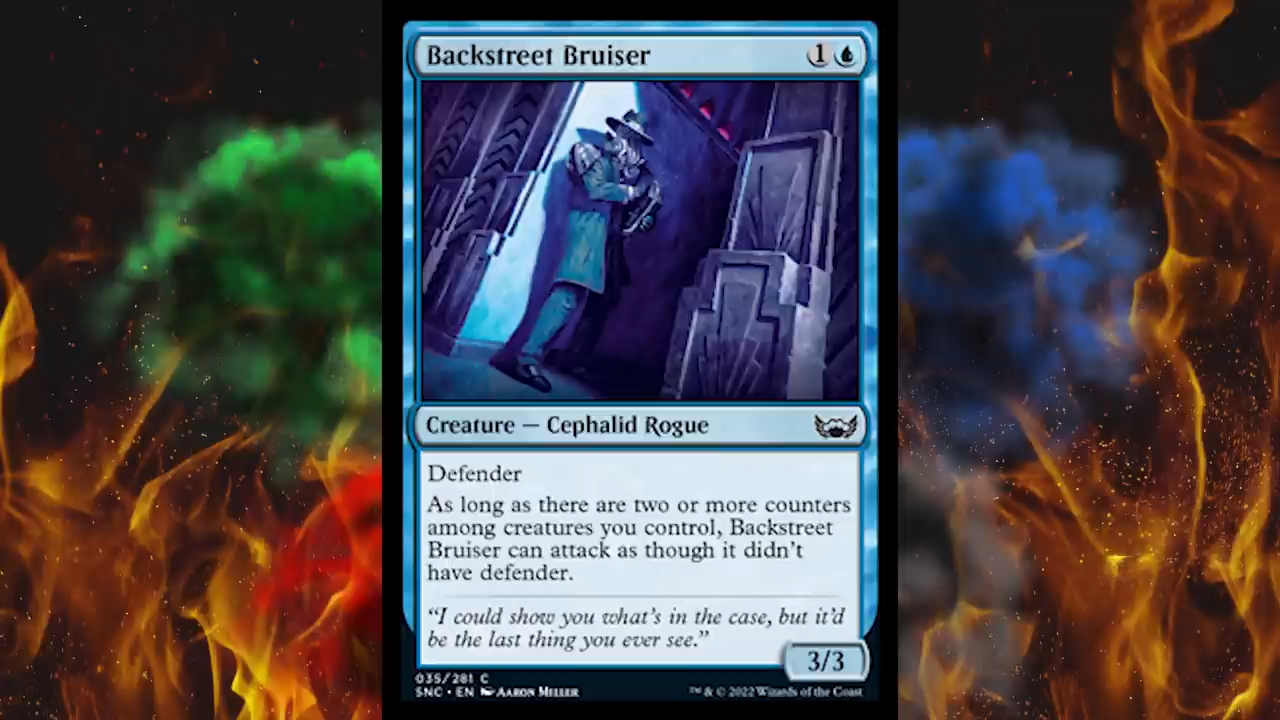 Backstreet Bruiser 1
Creature — Cephalid Rogue
Defender
As long as there are two or more counters
among creatures you control, Backstreet
Bruiser can attack as though it didn't
have defender.
"I could show you what's in the case, but it'd
be the last thing you ever see."
3/3
035/281 C
SNC • EN Aaron Miller
™ & © 2022 Wizards of the Coast